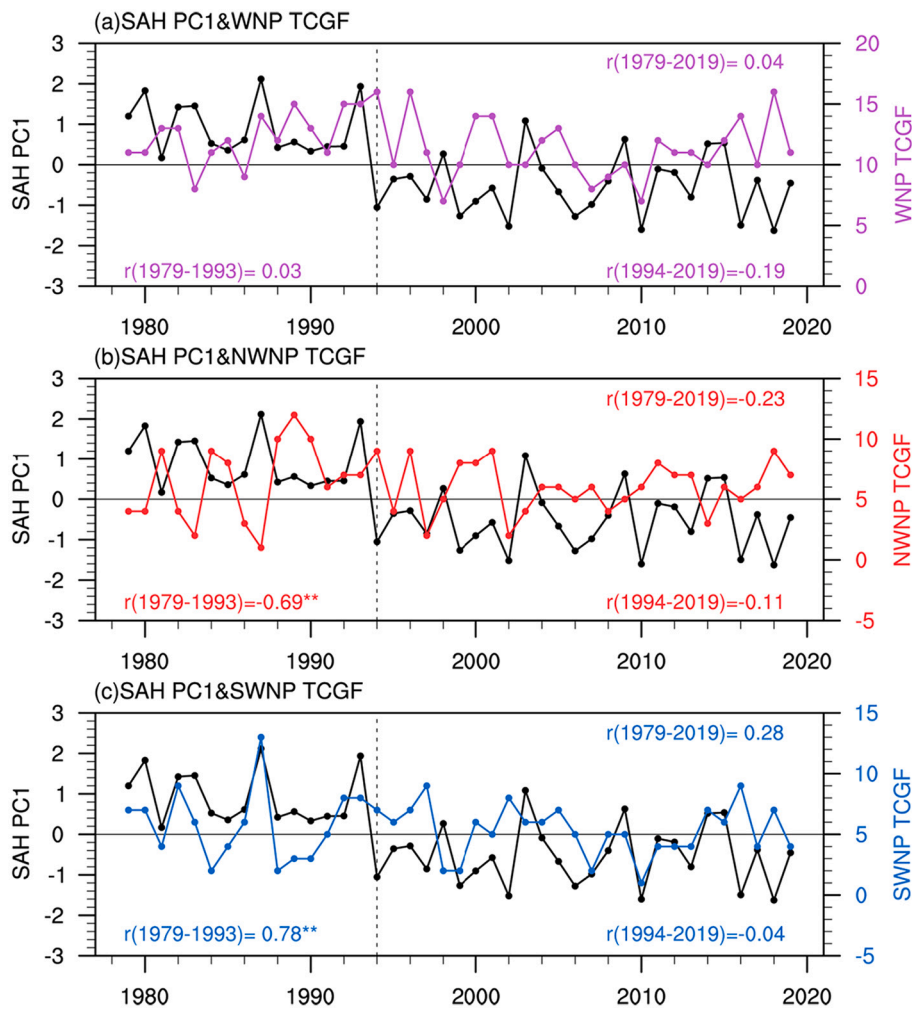 (a)SAH PC1&WNP TCGF
3
2
1
0
-1
-2
-3
SAH PC1
20
15
10
5
0
WNP TCGF
r(1979-2019)= 0.04
r(1979-1993)= 0.03
r(1994-2019)=-0.19
1980
1990
2000
2010
2020
(b)SAH PC1&NWNP TCGF
3
2
1
0
-1
-2
-3
SAH PC1
15
10
5
0
-5
NWNP TCGF
r(1979-2019)=-0.23
r(1979-1993)=-0.69**
r(1994-2019)=-0.11
1980
1990
2000
2010
2020
(c)SAH PC1&SWNP TCGF
3
2
1
0
-1
-2
-3
SAH PC1
15
10
5
0
-5
SWNP TCGF
r(1979-2019)= 0.28
r(1979-1993)= 0.78**
r(1994-2019)=-0.04
1980
1990
2000
2010
2020